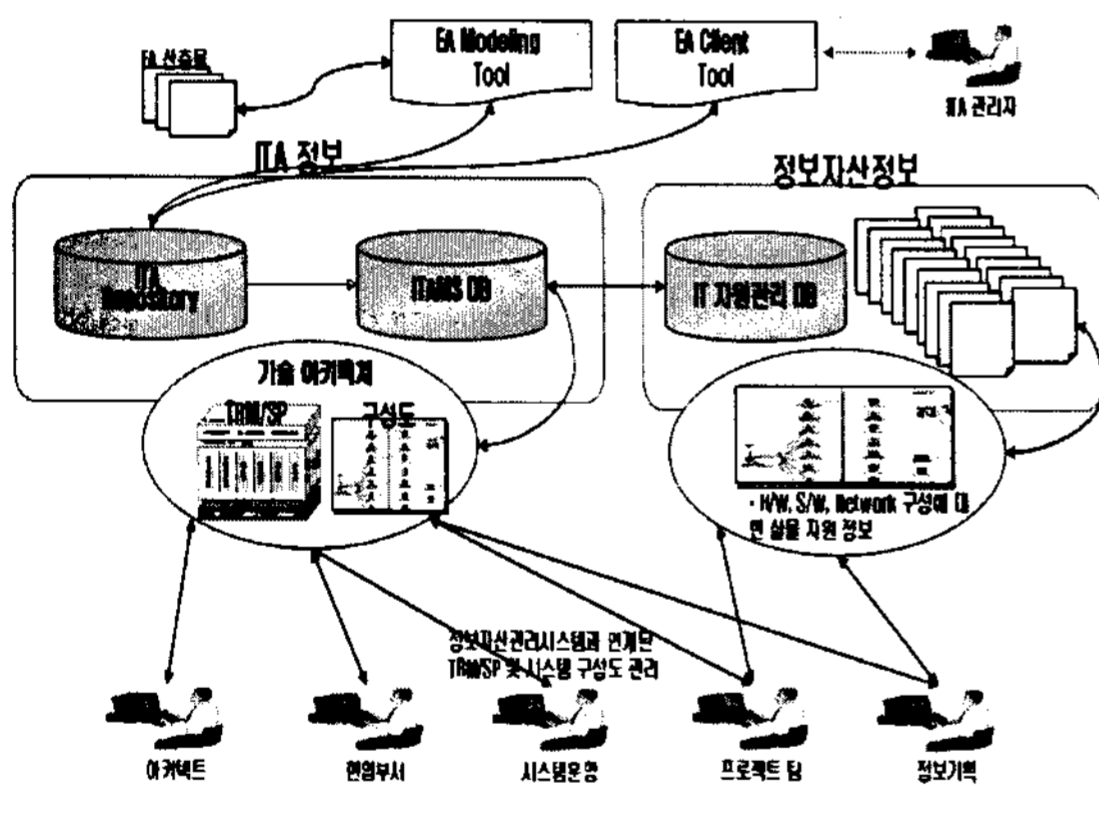 EA 산출물
EA Modeling
Tool
EA Client
Tool
ITA 관리자
ITA 정보
정보자산정보
ITA
Repository
ITAMS DB
IT 자원관리 DB
기술 아키텍쳐
TRM/SP
구성도
· H/W, S/W, Network 구성에 대
한 실물 자원 정보
정보자산관리시스템과 연계된
TRM/SP 및 시스템 구성도 관리
아키텍트
현업부서
시스템운영
프로젝트 팀
정보기획